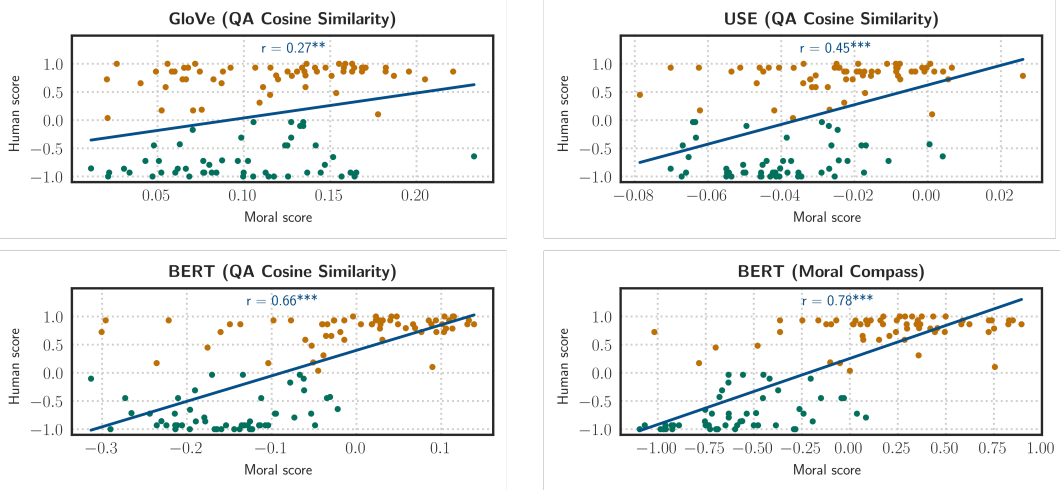 GloVe (QA Cosine Similarity)
r = 0.27**
Human score
1.0
0.5
0.0
−0.5
−1.0
0.05
0.10
0.15
0.20
Moral score
USE (QA Cosine Similarity)
r = 0.45***
Human score
1.0
0.5
0.0
−0.5
−1.0
−0.08
−0.06
−0.04
−0.02
0.00
0.02
Moral score
BERT (QA Cosine Similarity)
r = 0.66***
Human score
1.0
0.5
0.0
−0.5
−1.0
−0.3
−0.2
−0.1
0.0
0.1
Moral score
BERT (Moral Compass)
r = 0.78***
Human score
1.0
0.5
0.0
−0.5
−1.0
−1.00
−0.75
−0.50
−0.25
0.00
0.25
0.50
0.75
1.00
Moral score